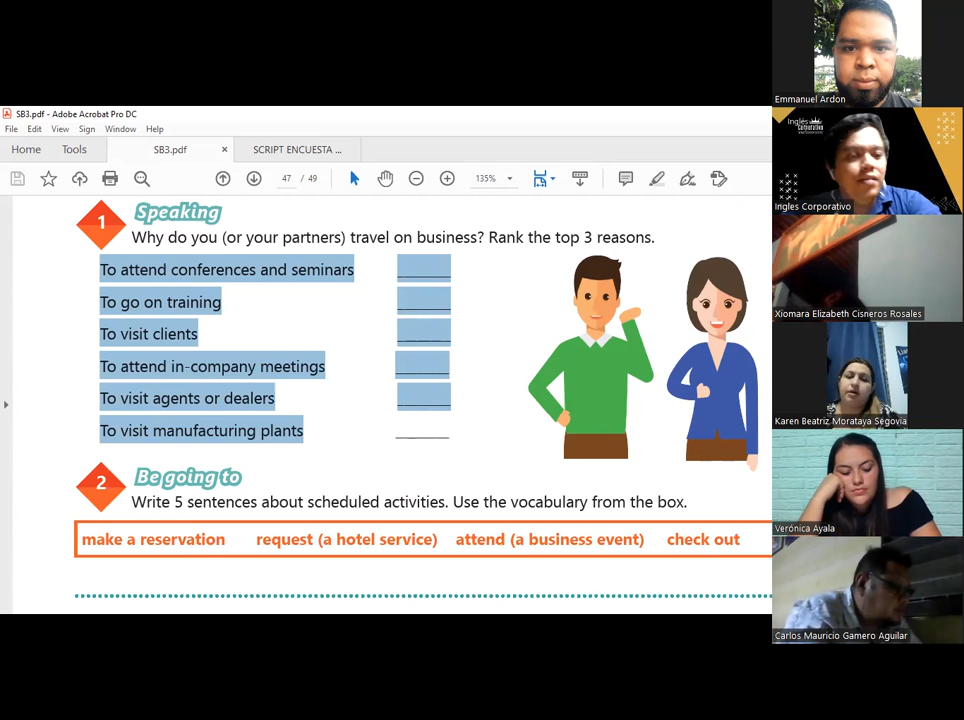 SB3.pdf - Adobe Acrobat Pro DC
File Edit View Sign Window Help
Home Tools SB3.pdf × SCRIPT ENCUESTA ...
47 / 49 135%
1 Speaking
Why do you (or your partners) travel on business? Rank the top 3 reasons.
To attend conferences and seminars
To go on training
To visit clients
To attend in-company meetings
To visit agents or dealers
To visit manufacturing plants
2 Be going to
Write 5 sentences about scheduled activities. Use the vocabulary from the box.
make a reservation request (a hotel service) attend (a business event) check out
Emmanuel Ardon
Inglés
Corporativo
Ingles Corporativo
Xiomara Elizabeth Cisneros Rosales
Karen Beatriz Morataya Segovia
Verónica Ayala
Carlos Mauricio Gamero Aguilar